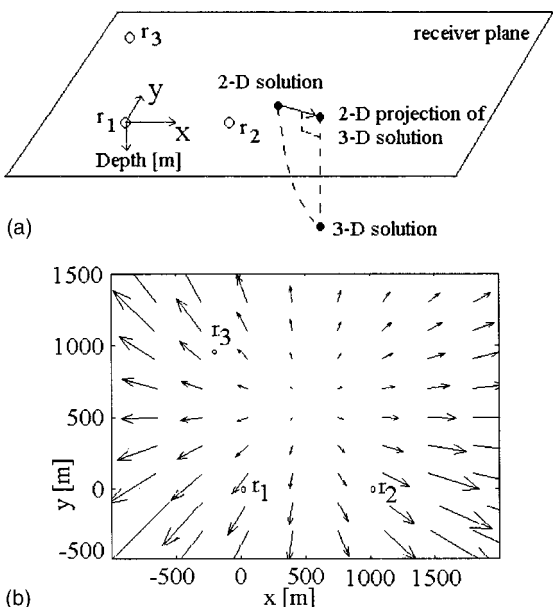 r3
receiver plane
y
2-D solution
r1
x
r2
2-D projection of
3-D solution
Depth [m]
(a)
3-D solution
1500
1000
500
0
-500
y [m]
r3
r1
r2
-500 0 500 1000 1500
x [m]
(b)